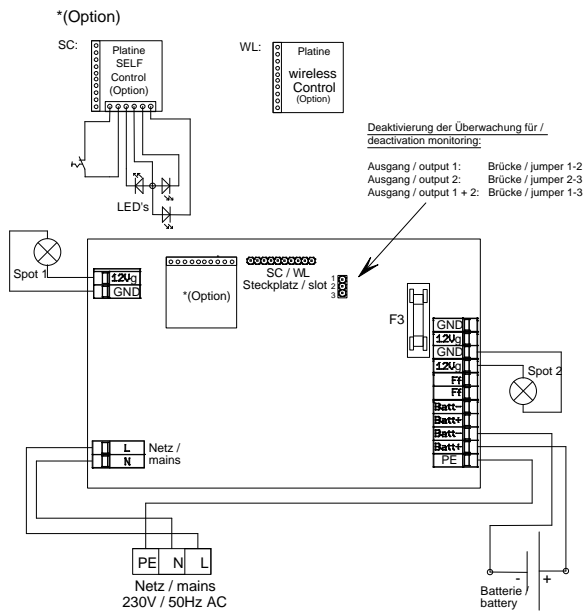 *(Option)
SC:
Platine
SELF
Control
(Option)
WL:
Platine
wireless
Control
(Option)
LED's
Deaktivierung der Überwachung für /
deactivation monitoring:
Ausgang / output 1: Brücke / jumper 1-2
Ausgang / output 2: Brücke / jumper 2-3
Ausgang / output 1 + 2: Brücke / jumper 1-3
Spot 1
12Vg
GND
*(Option)
SC / WL
Steckplatz / slot
1
2
3
F3
GND
12Vg
GND
12Vg
Ff
Ff
Batt-
Batt+
Batt-
Batt+
PE
Spot 2
L
N
Netz /
mains
PE N L
Netz / mains
230V / 50Hz AC
- +
Batterie /
battery